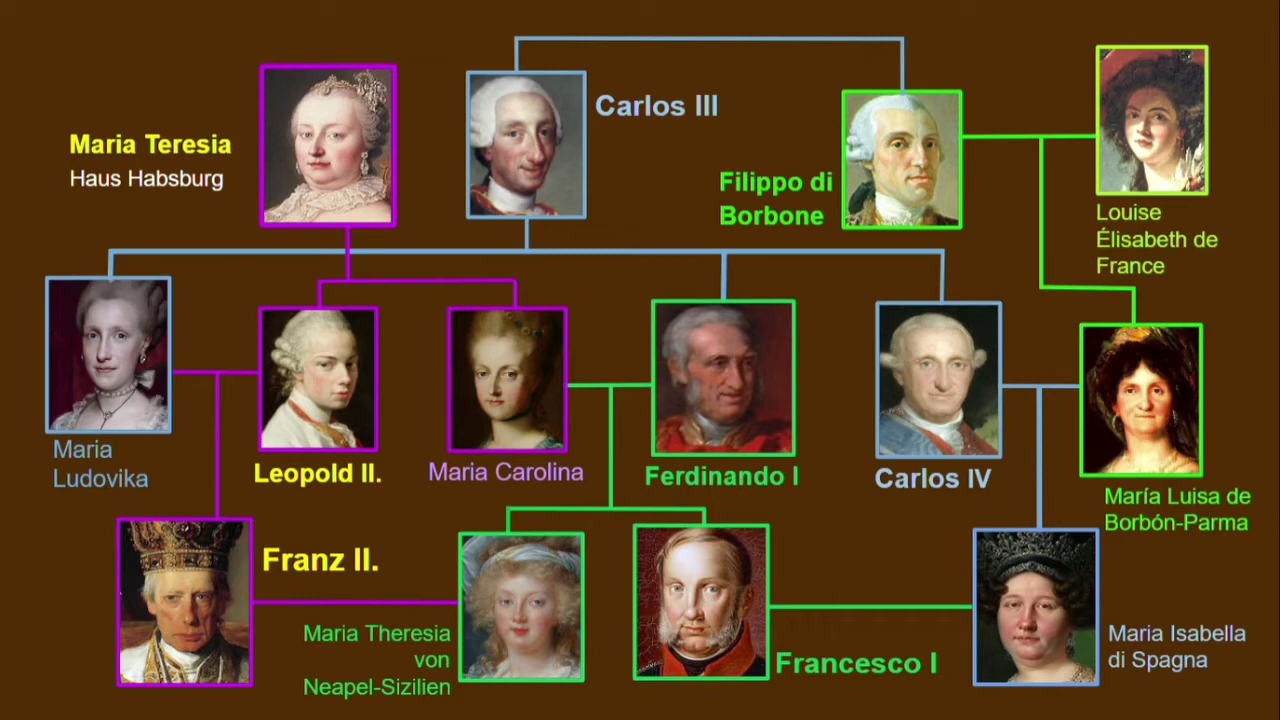 Maria Teresia
Haus Habsburg
Carlos III
Filippo di
Borbone
Louise
Élisabeth de
France
Maria
Ludovika
Leopold II.
Maria Carolina
Ferdinando I
Carlos IV
María Luisa de
Borbón-Parma
Franz II.
Maria Theresia
von
Neapel-Sizilien
Francesco I
Maria Isabella
di Spagna